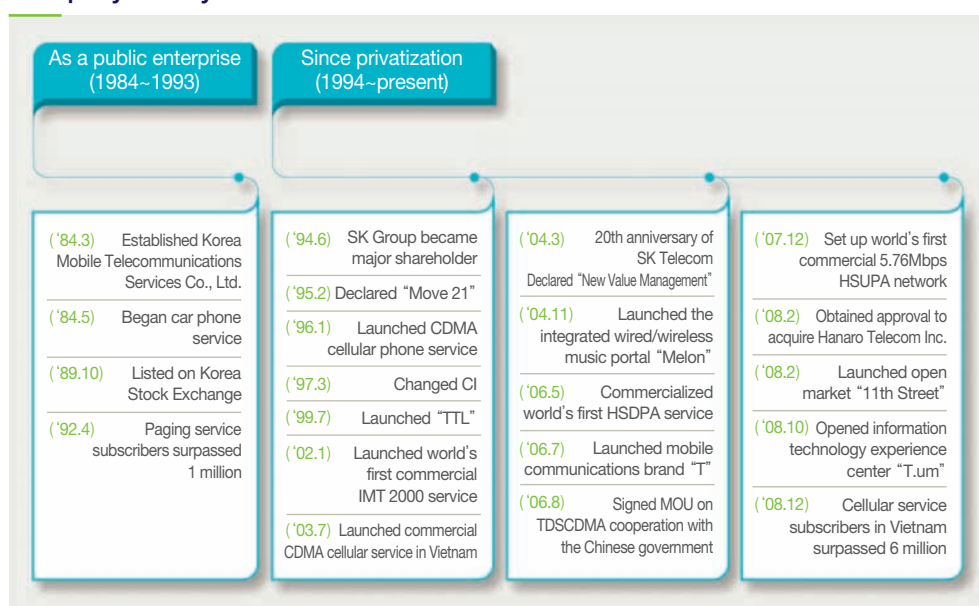 As a public enterprise
(1984~1993)
Since privatization
(1994~present)
(‘84.3) Established Korea
Mobile Telecommunications
Services Co., Ltd.
(‘84.5) Began car phone
service
(‘89.10) Listed on Korea
Stock Exchange
(‘92.4) Paging service
subscribers surpassed
1 million
(‘94.6) SK Group became
major shareholder
(‘95.2) Declared “Move 21”
(‘96.1) Launched CDMA
cellular phone service
(‘97.3) Changed CI
(‘99.7) Launched “TTL”
(‘02.1) Launched world’s
first commercial
IMT 2000 service
(‘03.7) Launched commercial
CDMA cellular service in Vietnam
(‘04.3) 20th anniversary of
SK Telecom
Declared “New Value Management”
(‘04.11) Launched the
integrated wired/wireless
music portal “Melon”
(‘06.5) Commercialized
world’s first HSDPA service
(‘06.7) Launched mobile
communications brand “T”
(‘06.8) Signed MOU on
TDSCDMA cooperation with
the Chinese government
(‘07.12) Set up world’s first
commercial 5.76Mbps
HSUPA network
(‘08.2) Obtained approval to
acquire Hanaro Telecom Inc.
(‘08.2) Launched open
market “11th Street”
(‘08.10) Opened information
technology experience
center “T.um”
(‘08.12) Cellular service
subscribers in Vietnam
surpassed 6 million